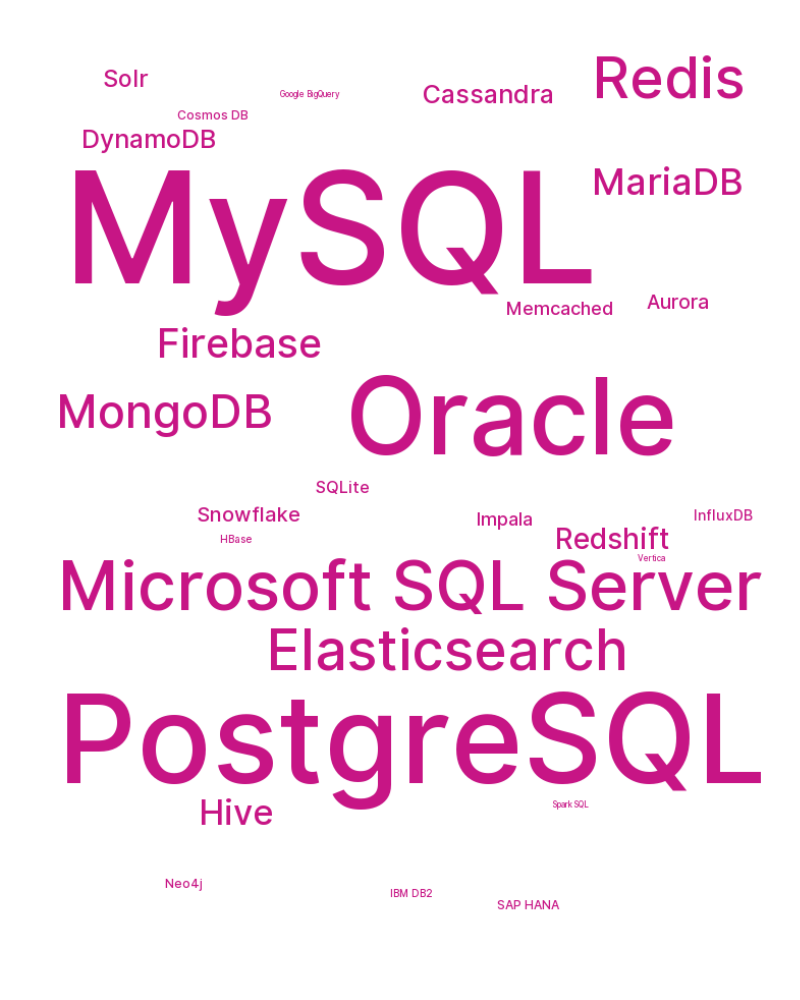 Redis
Solr
Google BigQuery
Cassandra
Cosmos DB
DynamoDB
MySQL
MariaDB
Memcached
Aurora
Firebase
MongoDB
Oracle
SQLite
Snowflake
Impala
InfluxDB
HBase
Redshift
Vertica
Microsoft SQL Server
Elasticsearch
PostgreSQL
Hive
Spark SQL
Neo4j
IBM DB2
SAP HANA